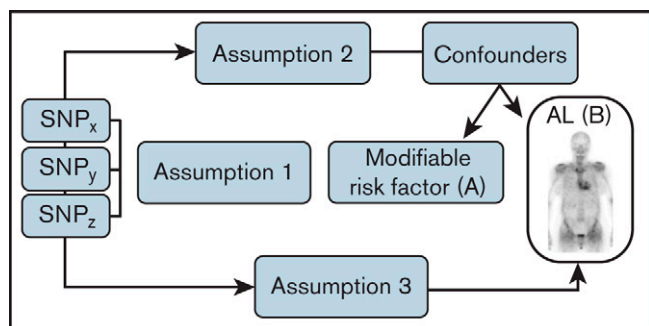 Assumption 2
Confounders
SNPx
SNPy
SNPz
Assumption 1
Modifiable
risk factor (A)
AL (B)
Assumption 3